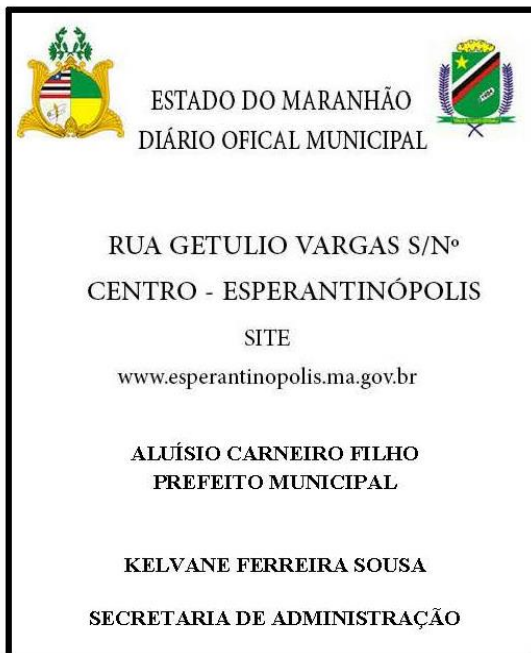 ESTADO DO MARANHÃO
DIÁRIO OFICAL MUNICIPAL
RUA GETULIO VARGAS S/Nº
CENTRO - ESPERANTINÓPOLIS
SITE
www.esperantinopolis.ma.gov.br
ALUÍSIO CARNEIRO FILHO
PREFEITO MUNICIPAL
KELVANE FERREIRA SOUSA
SECRETARIA DE ADMINISTRAÇÃO